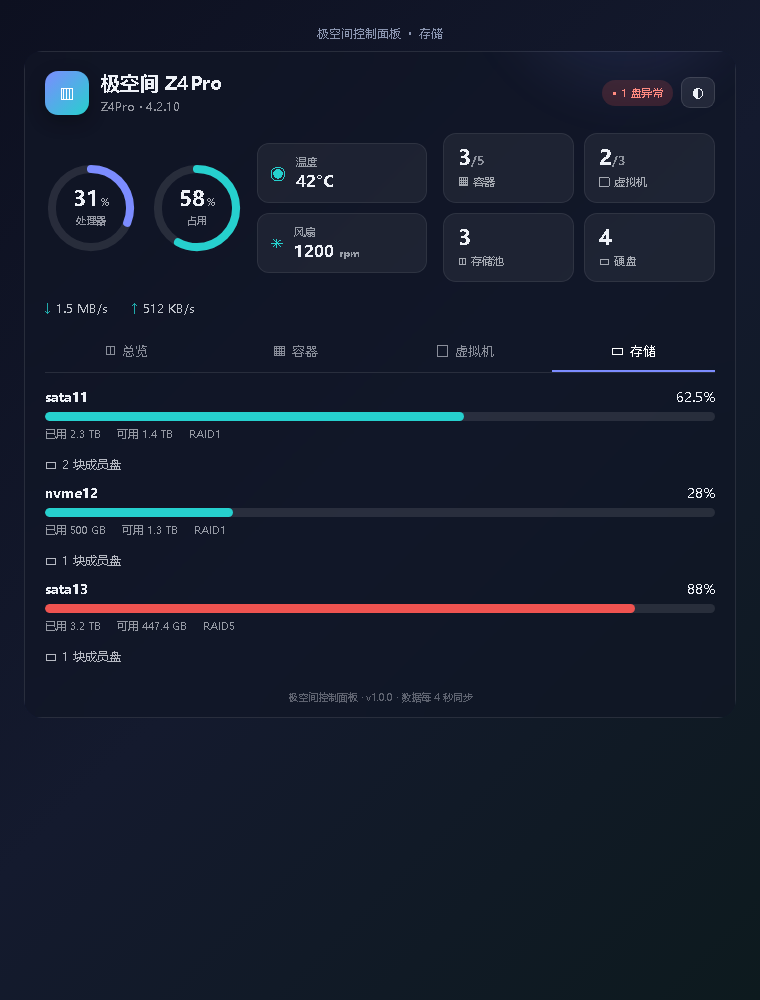 极空间控制面板 • 存储
极空间 Z4Pro
Z4Pro · 4.2.10
• 1 盘异常
31%
处理器
58%
占用
温度
42°C
风扇
1200 rpm
3/5
容器
2/3
虚拟机
3
存储池
4
硬盘
↓ 1.5 MB/s ↑ 512 KB/s
总览 容器 虚拟机 存储
sata11 62.5%
已用 2.3 TB 可用 1.4 TB RAID1
2 块成员盘
nvme12 28%
已用 500 GB 可用 1.3 TB RAID1
1 块成员盘
sata13 88%
已用 3.2 TB 可用 447.4 GB RAID5
1 块成员盘
极空间控制面板 · v1.0.0 · 数据每 4 秒同步